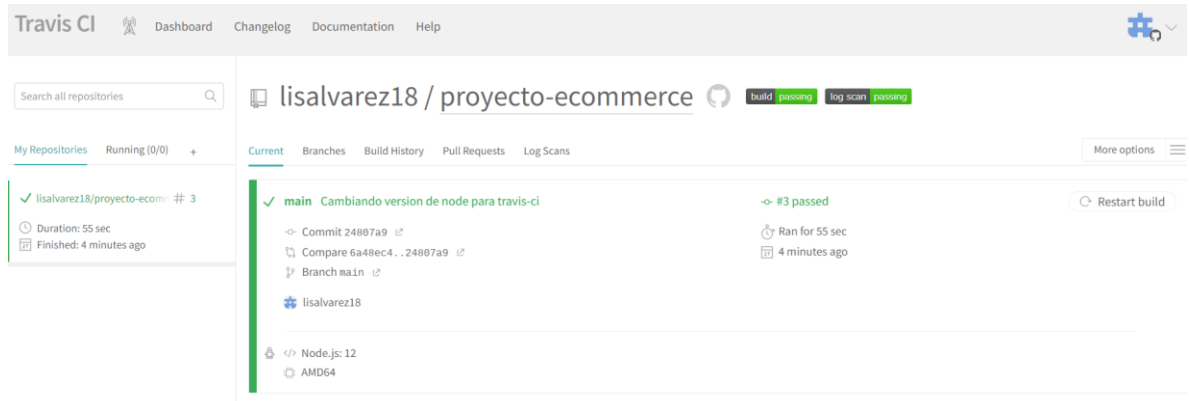 Travis CI Dashboard Changelog Documentation Help
Search all repositories
My Repositories Running (0/0) +
lisalvarez18/proyecto-ecom # 3
Duration: 55 sec
Finished: 4 minutes ago
lisalvarez18 / proyecto-ecommerce build passing log scan passing
Current Branches Build History Pull Requests Log Scans More options
main Cambiando version de node para travis-ci #3 passed Restart build
Commit 24807a9 Ran for 55 sec
Compare 6a48ec4..24807a9 4 minutes ago
Branch main
lisalvarez18
</> Node.js: 12
AMD64